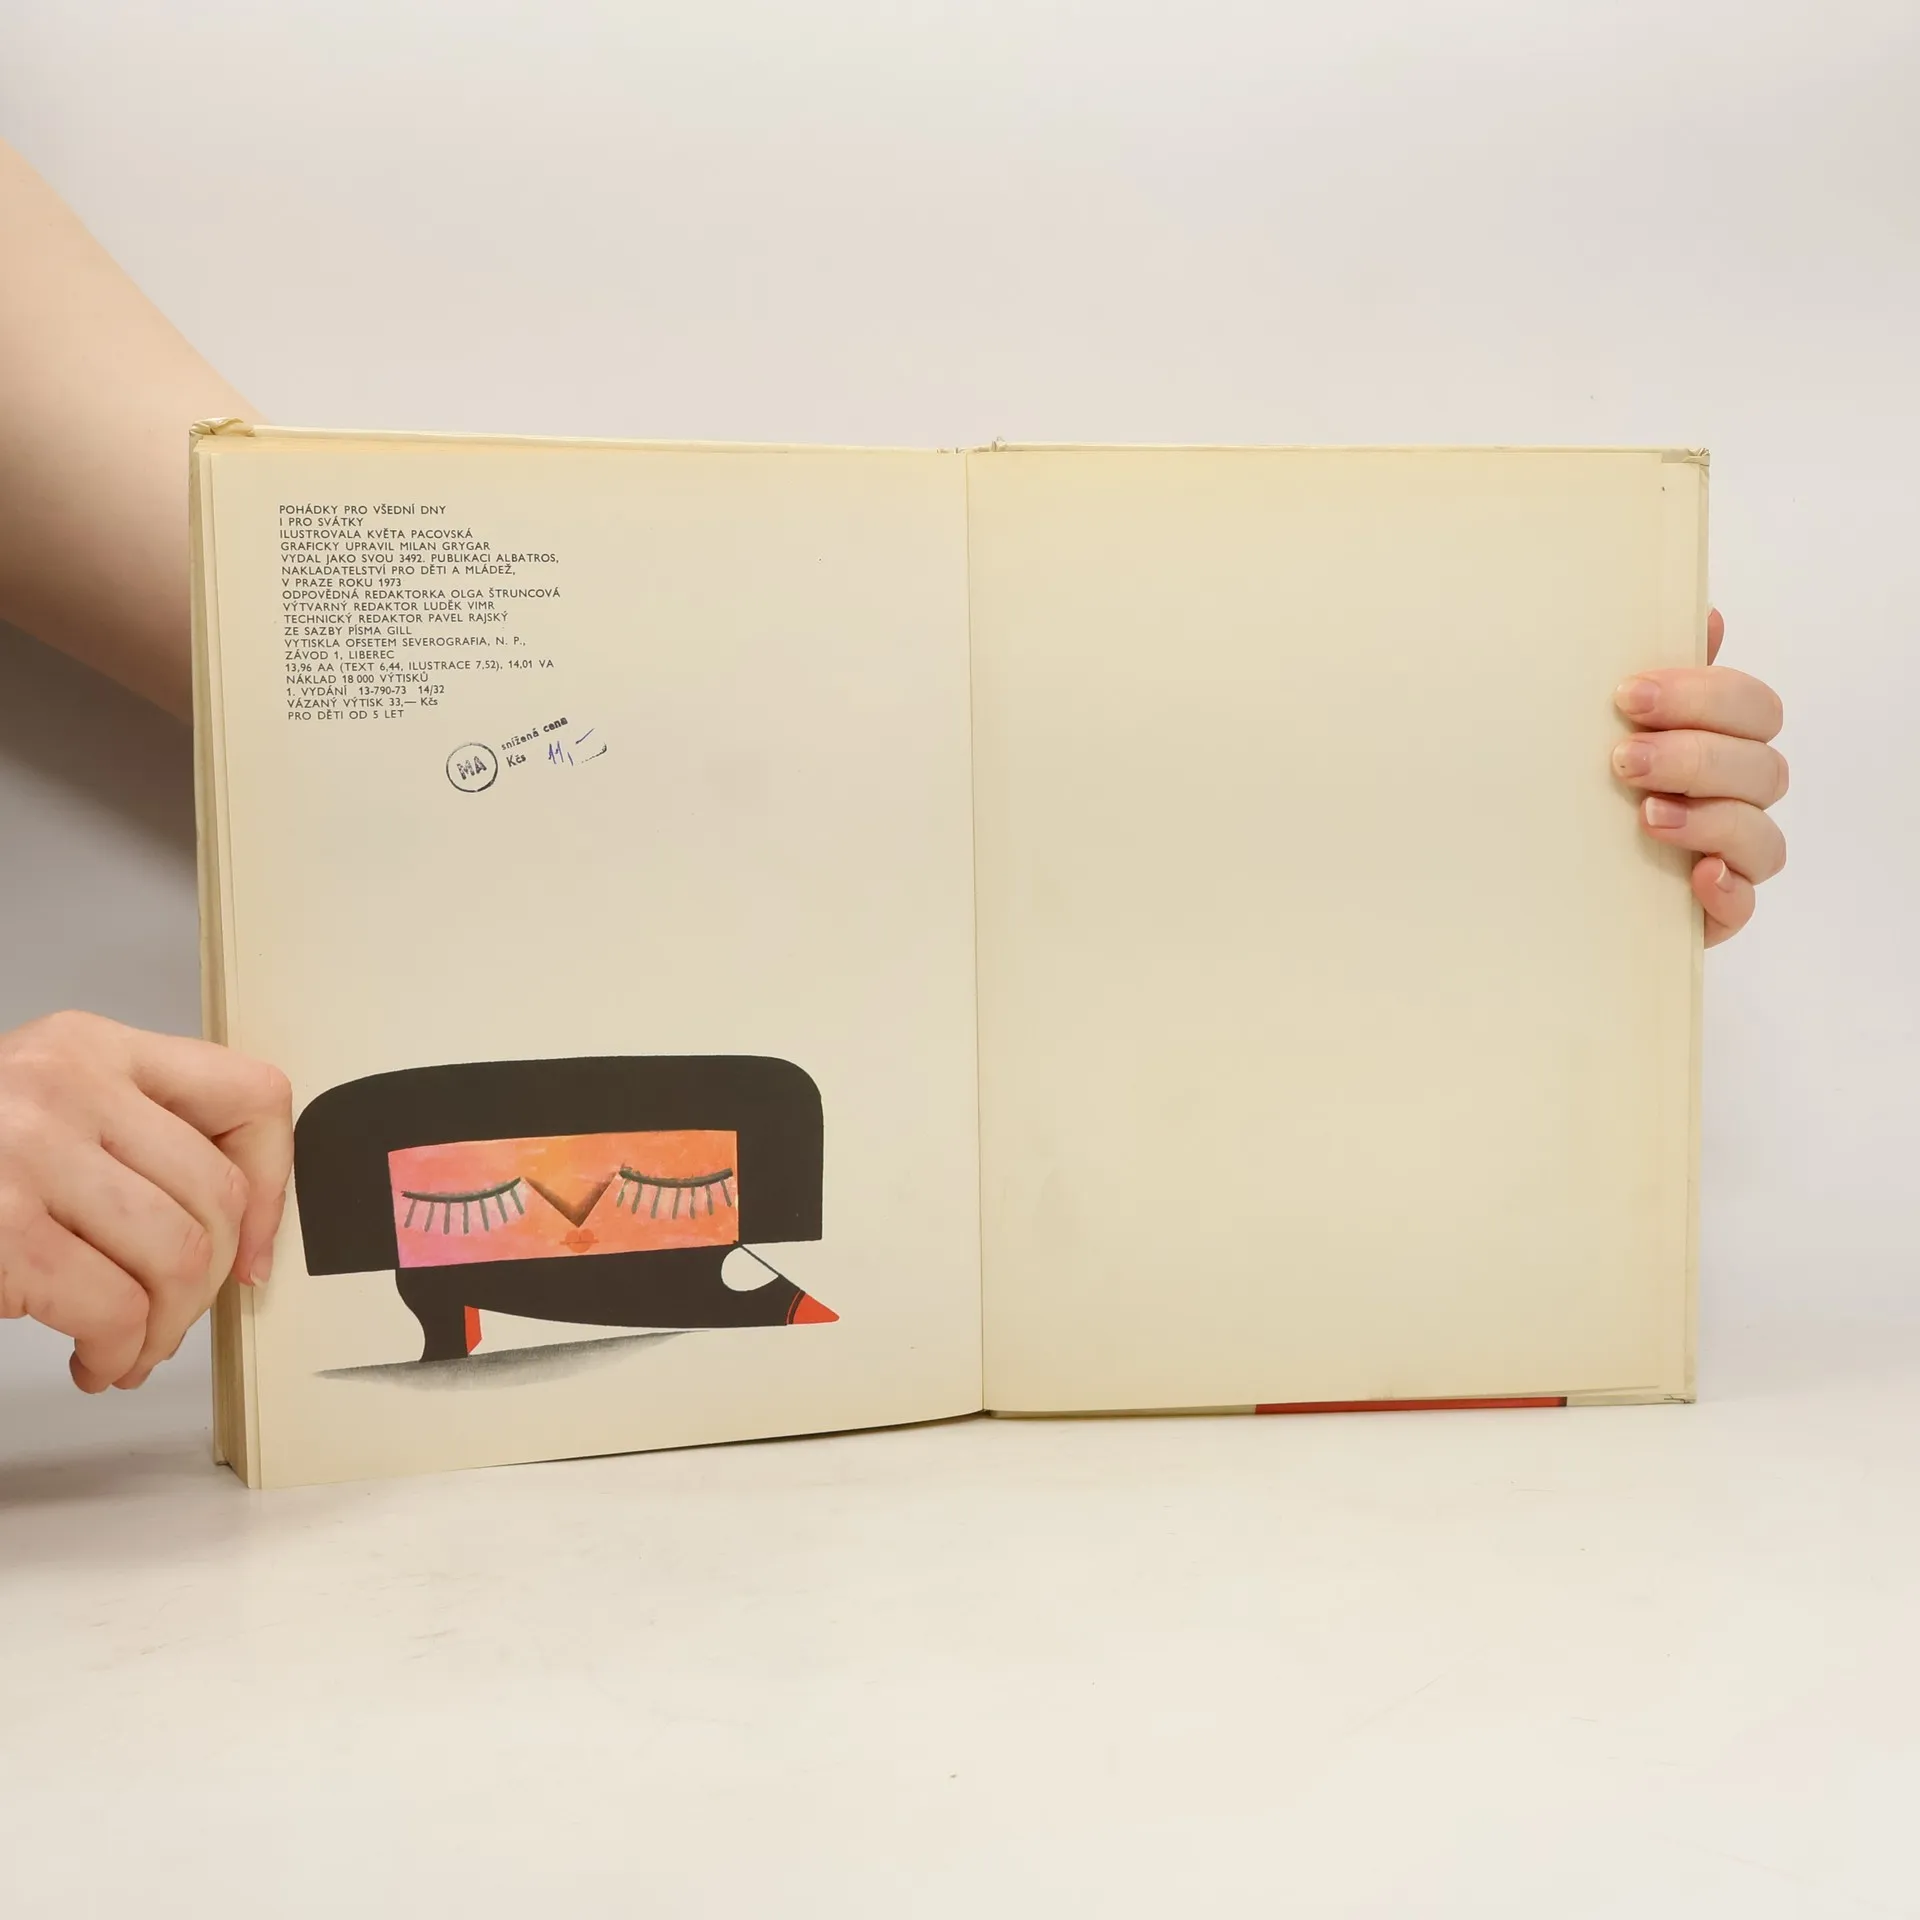 POHÁDKY PRO VŠEDNÍ DNY
I PRO SVÁTKY
ILUSTROVALA KVĚTA PACOVSKÁ
GRAFICKY UPRAVIL MILAN GRYGAR
VYDAL JAKO SVOU 3492. PUBLIKACI ALBATROS,
NAKLADATELSTVÍ PRO DĚTI A MLÁDEŽ,
V PRAZE ROKU 1973
ODPOVĚDNÁ REDAKTORKA OLGA ŠTRUNCOVÁ
VÝTVARNÝ REDAKTOR LUDĚK VIMR
TECHNICKÝ REDAKTOR PAVEL RAJSKÝ
ZE SAZBY PÍSMA GILL
VYTISKLA OFSETEM SEVEROGRAFIA, N. P.,
ZÁVOD 1, LIBEREC
13,96 AA (TEXT 6,44, ILUSTRACE 7,52), 14,01 VA
NÁKLAD 18 000 VÝTISKŮ
1. VYDÁNÍ 13-790-73 14/32
VÁZANÝ VÝTISK 33,— Kčs
PRO DĚTI OD 5 LET
snížená cena
MA Kčs 11,—